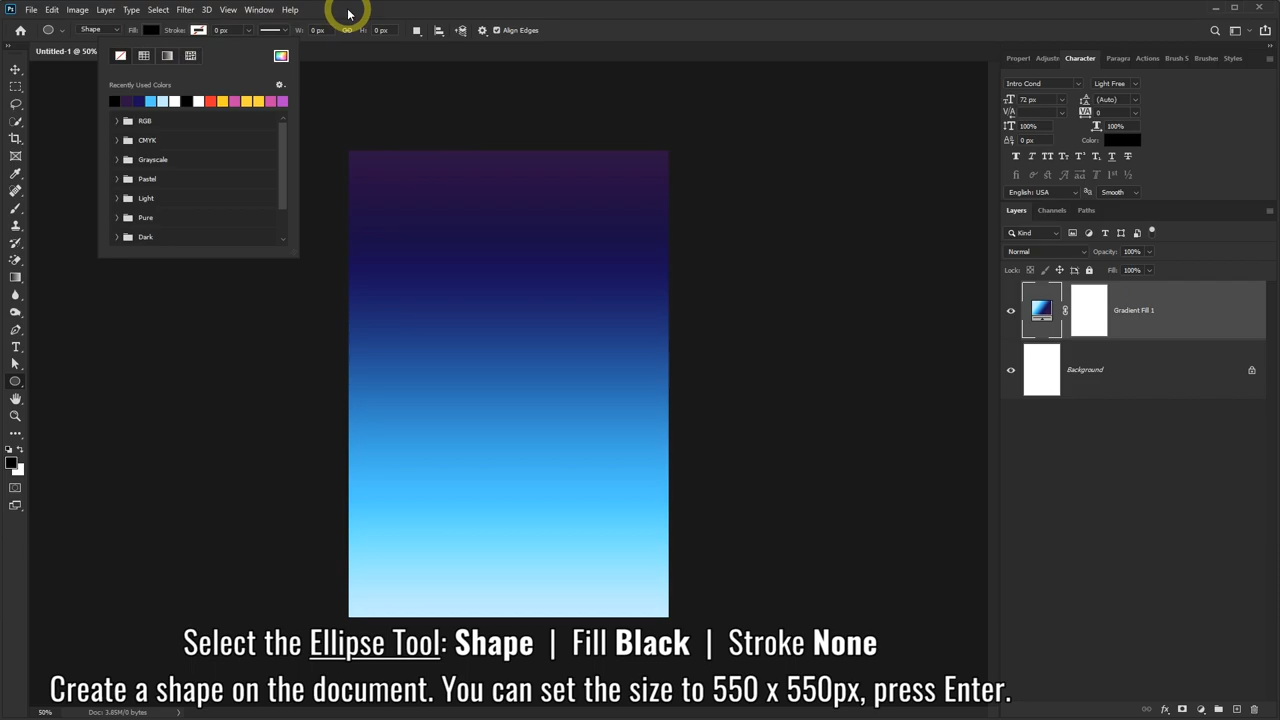 Ps File Edit Image Layer Type Select Filter 3D View Window Help
Shape Fill: Stroke: 0 px W: 0 px H: 0 px Align Edges
Untitled-1 @ 50%
Recently Used Colors
RGB
CMYK
Grayscale
Pastel
Light
Pure
Dark
Propert Adjustm Character Paragra Actions Brush S Brushes Styles
Intro Cond Light Free
72 px (Auto)
0
100% 100%
0 px Color:
English: USA Smooth
Layers Channels Paths
Kind
Normal Opacity: 100%
Lock: Fill: 100%
Gradient Fill 1
Background
Select the Ellipse Tool: Shape | Fill Black | Stroke None
Create a shape on the document. You can set the size to 550 x 550px, press Enter.
50% Doc: 3.85M/0 bytes